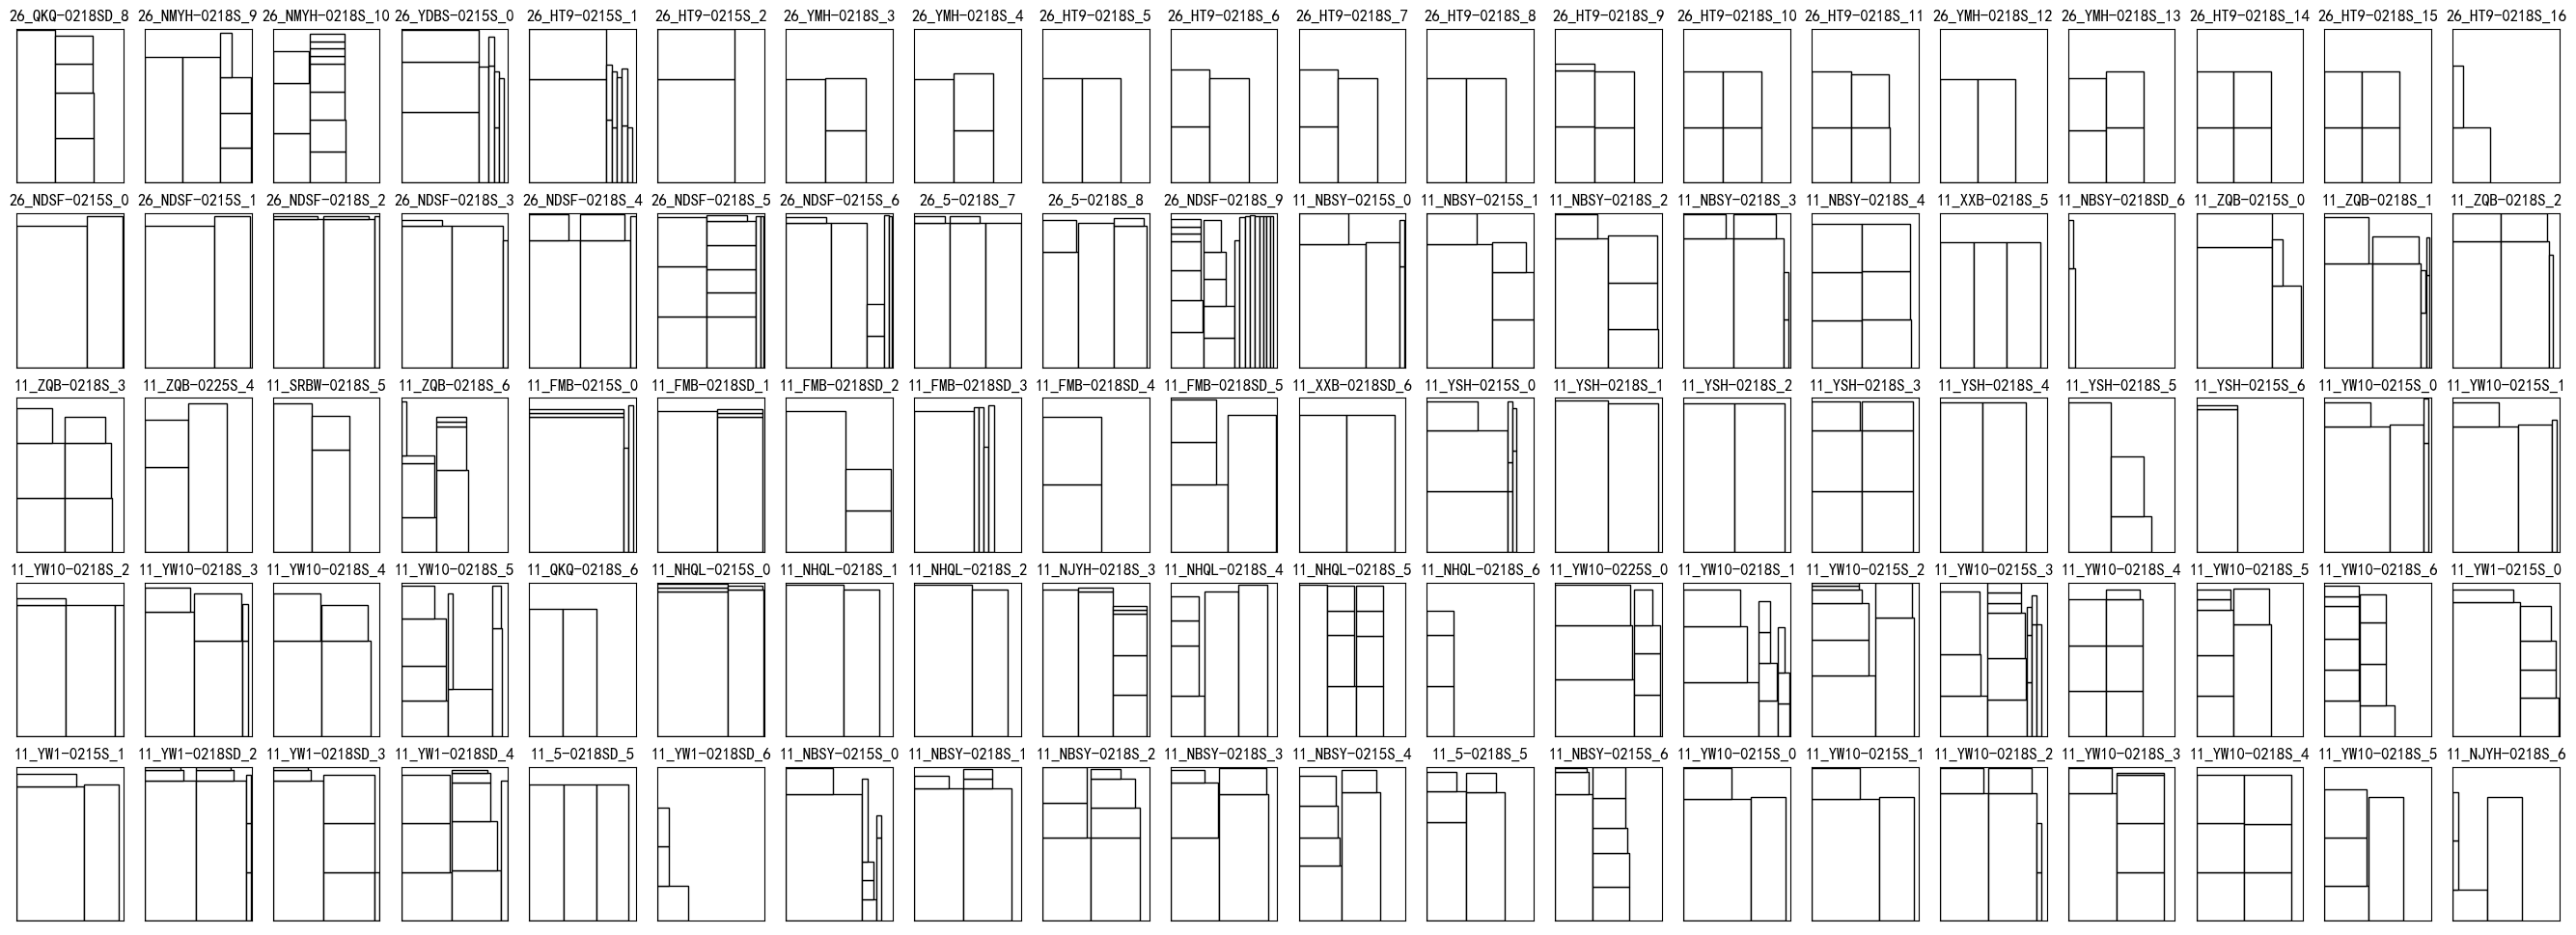 26_QKQ-0218SD_8 26_NMYH-0218S_9 26_NMYH-0218S_10 26_YDBS-0215S_0 26_HT9-0215S_1 26_HT9-0215S_2 26_YMH-0218S_3 26_YMH-0218S_4 26_HT9-0218S_5 26_HT9-0218S_6 26_HT9-0218S_7 26_HT9-0218S_8 26_HT9-0218S_9 26_HT9-0218S_10 26_HT9-0218S_11 26_YMH-0218S_12 26_YMH-0218S_13 26_HT9-0218S_14 26_HT9-0218S_15 26_HT9-0218S_16
26_NDSF-0215S_0 26_NDSF-0215S_1 26_NDSF-0218S_2 26_NDSF-0218S_3 26_NDSF-0218S_4 26_NDSF-0218S_5 26_NDSF-0215S_6 26_5-0218S_7 26_5-0218S_8 26_NDSF-0218S_9 11_NBSY-0215S_0 11_NBSY-0215S_1 11_NBSY-0218S_2 11_NBSY-0218S_3 11_NBSY-0218S_4 11_XXB-0218S_5 11_NBSY-0218SD_6 11_ZQB-0215S_0 11_ZQB-0218S_1 11_ZQB-0218S_2
11_ZQB-0218S_3 11_ZQB-0225S_4 11_SRBW-0218S_5 11_ZQB-0218S_6 11_FMB-0215S_0 11_FMB-0218SD_1 11_FMB-0218SD_2 11_FMB-0218SD_3 11_FMB-0218SD_4 11_FMB-0218SD_5 11_XXB-0218SD_6 11_YSH-0215S_0 11_YSH-0218S_1 11_YSH-0218S_2 11_YSH-0218S_3 11_YSH-0218S_4 11_YSH-0218S_5 11_YSH-0215S_6 11_YW10-0215S_0 11_YW10-0215S_1
11_YW10-0218S_2 11_YW10-0218S_3 11_YW10-0218S_4 11_YW10-0218S_5 11_QKQ-0218S_6 11_NHQL-0215S_0 11_NHQL-0218S_1 11_NHQL-0218S_2 11_NJYH-0218S_3 11_NHQL-0218S_4 11_NHQL-0218S_5 11_NHQL-0218S_6 11_YW10-0225S_0 11_YW10-0218S_1 11_YW10-0215S_2 11_YW10-0215S_3 11_YW10-0218S_4 11_YW10-0218S_5 11_YW10-0218S_6 11_YW1-0215S_0
11_YW1-0215S_1 11_YW1-0218SD_2 11_YW1-0218SD_3 11_YW1-0218SD_4 11_5-0218SD_5 11_YW1-0218SD_6 11_NBSY-0215S_0 11_NBSY-0218S_1 11_NBSY-0218S_2 11_NBSY-0218S_3 11_NBSY-0215S_4 11_5-0218S_5 11_NBSY-0215S_6 11_YW10-0215S_0 11_YW10-0215S_1 11_YW10-0218S_2 11_YW10-0218S_3 11_YW10-0218S_4 11_YW10-0218S_5 11_NJYH-0218S_6